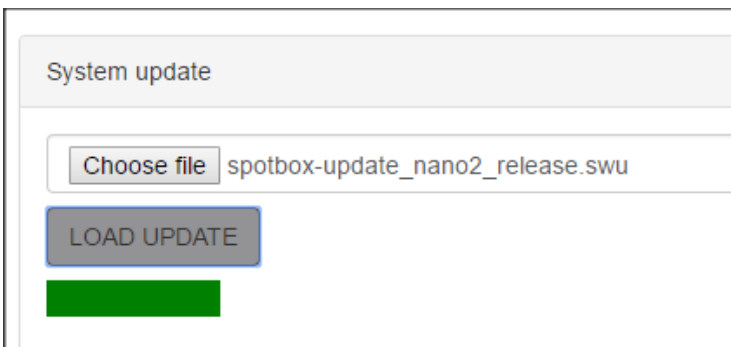 System update
Choose file spotbox-update_nano2_release.swu
LOAD UPDATE